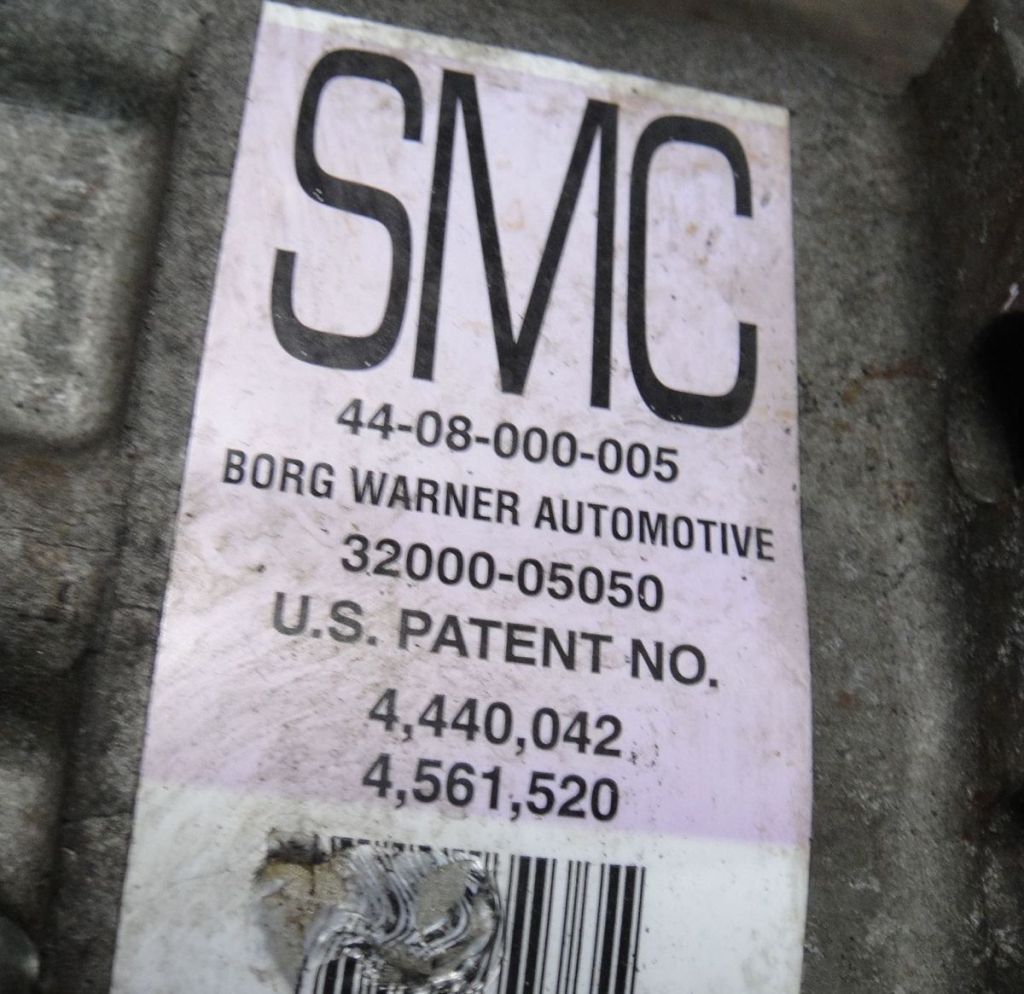 SMC
44-08-000-005
BORG WARNER AUTOMOTIVE
32000-05050
U.S. PATENT NO.
4,440,042
4,561,520